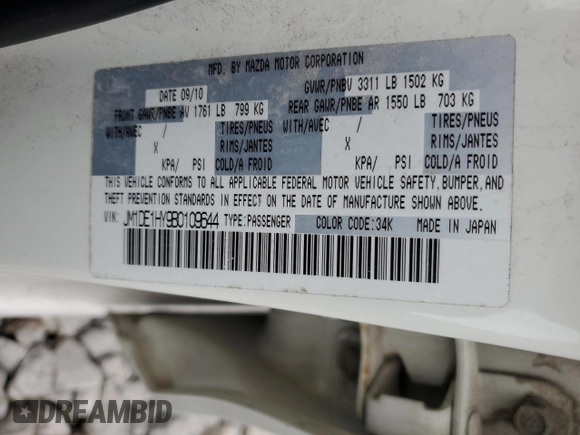 MFD. BY MAZDA MOTOR CORPORATION
DATE 09/10 GVWR/PNBV 3311 LB 1502 KG
FRONT GAWR/PNBE AV 1761 LB 799 KG REAR GAWR/PNBE AR 1550 LB 703 KG
WITH/AVEC / TIRES/PNEUS WITH/AVEC / TIRES/PNEUS
X RIMS/JANTES X RIMS/JANTES
KPA/ PSI COLD/A FROID KPA/ PSI COLD/A FROID
THIS VEHICLE CONFORMS TO ALL APPLICABLE FEDERAL MOTOR VEHICLE SAFETY, BUMPER, AND
THEFT PREVENTION STANDARDS IN EFFECT ON THE DATE OF MANUFACTURE SHOWN ABOVE.
VIN: JM1DE1HY9B0109644 TYPE:PASSENGER COLOR CODE:34K MADE IN JAPAN
DREAMBID